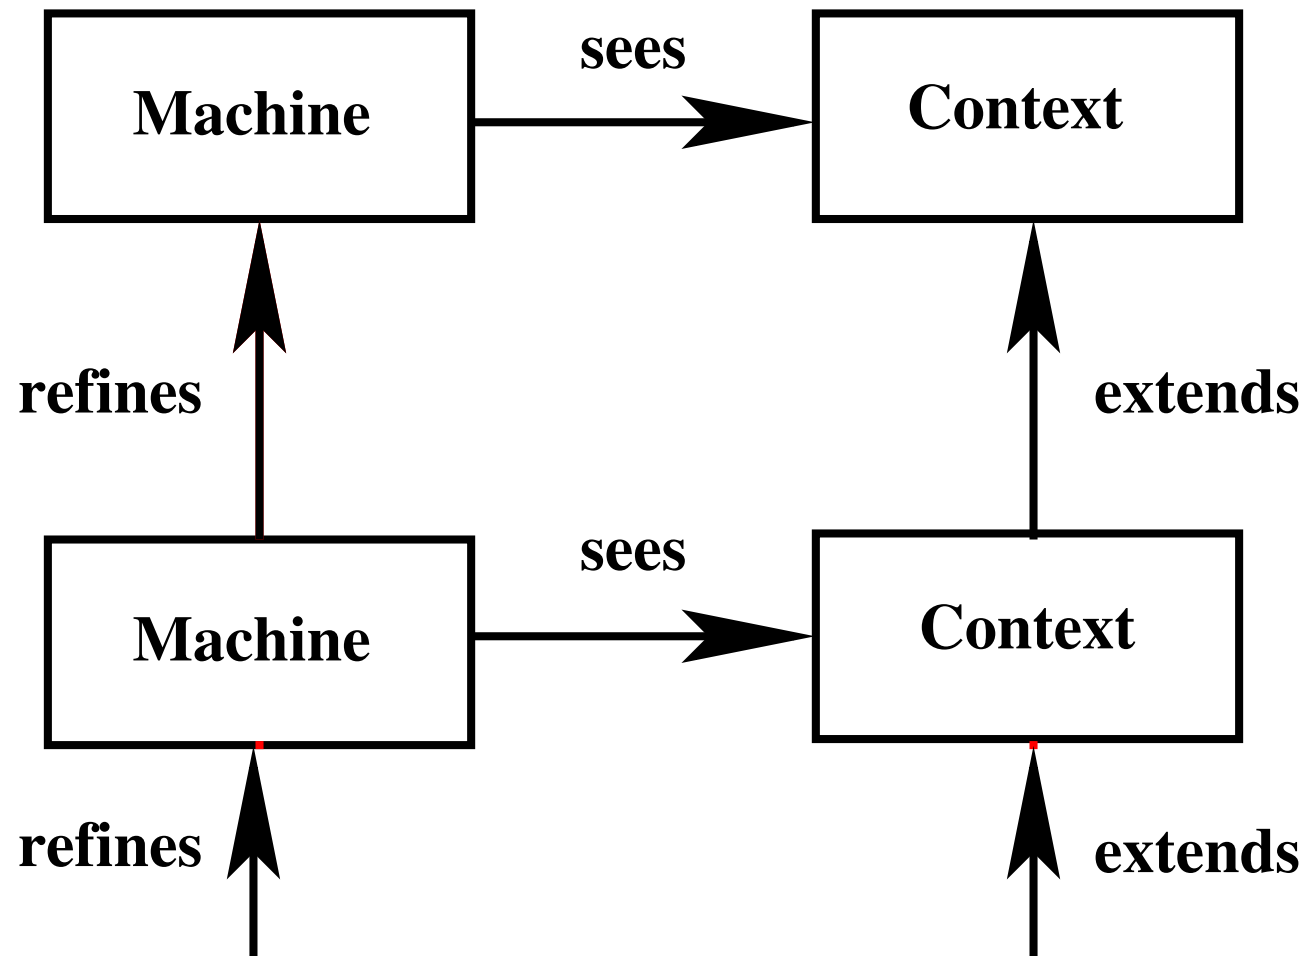 sees
Machine
Context
refines
extends
sees
Machine
Context
refines
extends